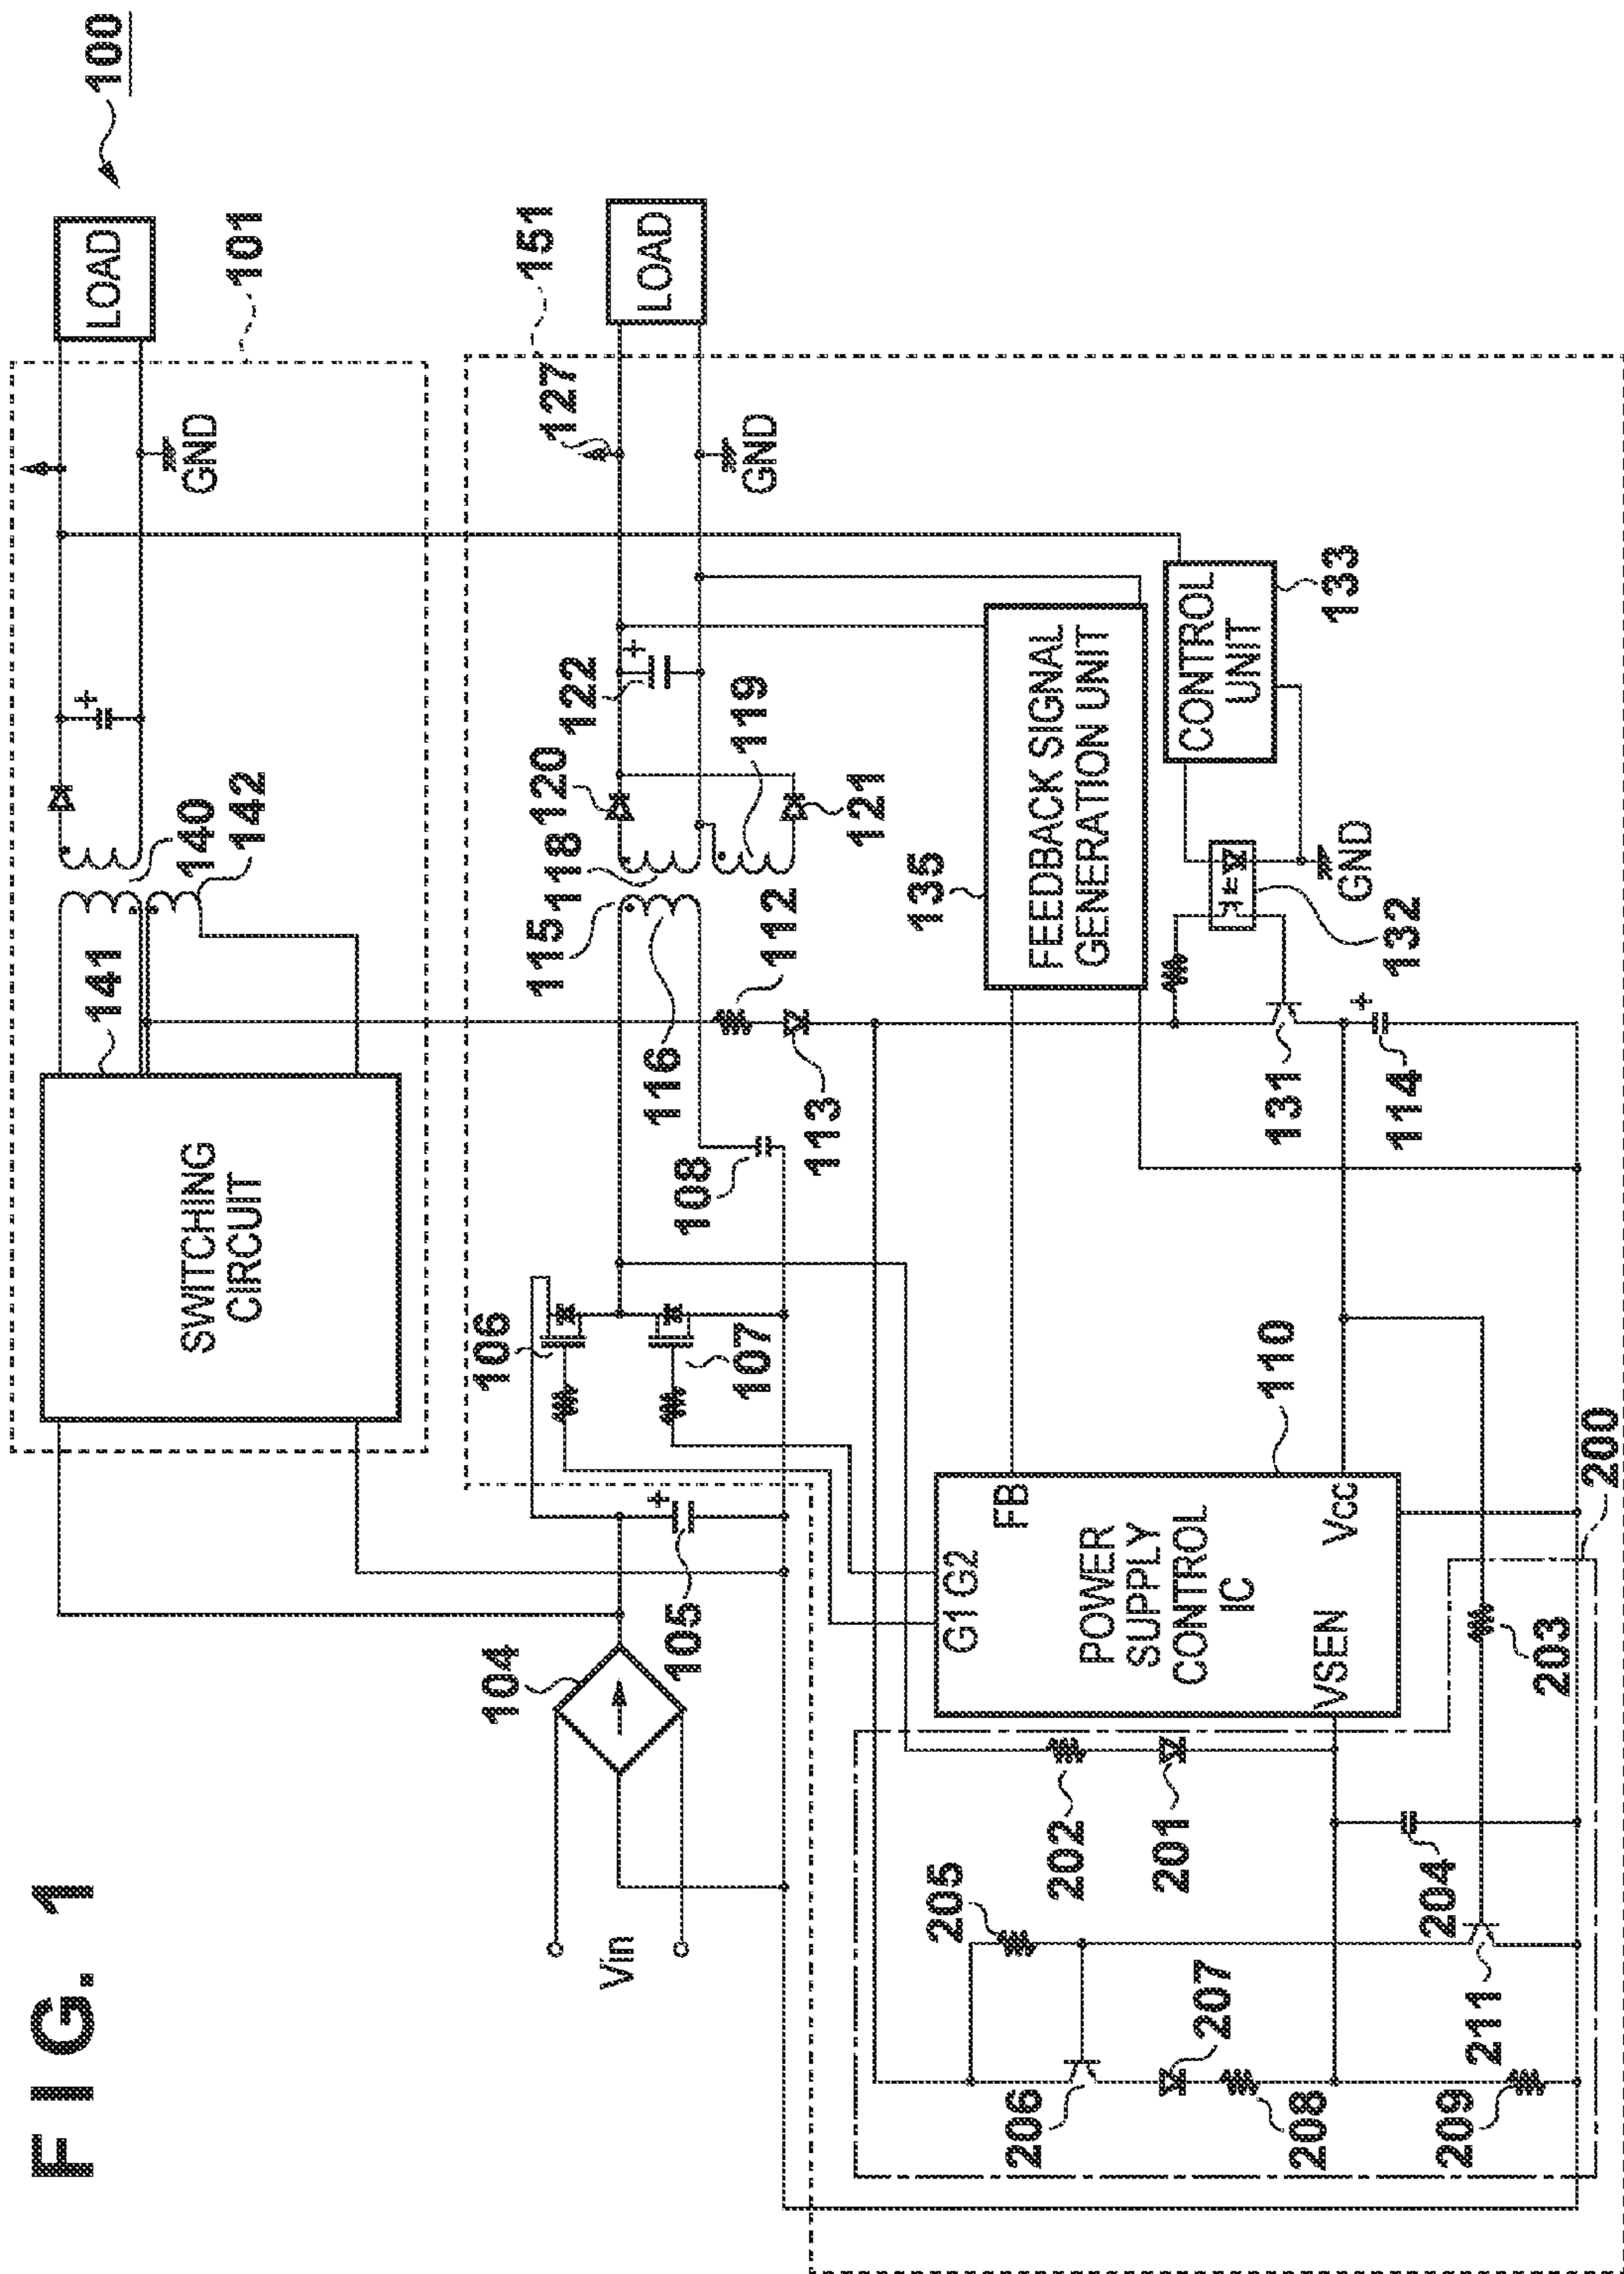 FIG. 1
100
LOAD
101
GND
140
142
141
SWITCHING
CIRCUIT
151
LOAD
127
GND
122
119
120
118
121
115
116
112
113
108
106
107
104
105
Vin
FEEDBACK SIGNAL
GENERATION UNIT
135
CONTROL
UNIT
133
GND
132
131
114
110
G1 G2
FB
POWER
SUPPLY
CONTROL
IC
VSEN
Vcc
200
203
202
201
204
205
206
207
208
209
211